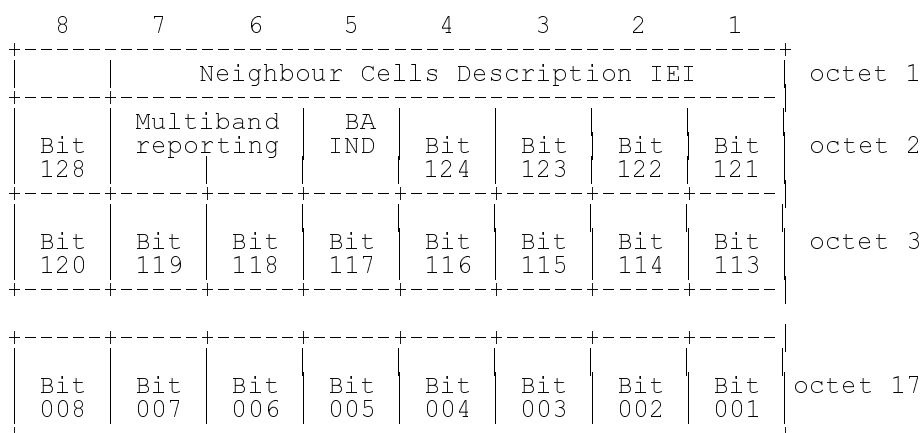 8 7 6 5 4 3 2 1
Neighbour Cells Description IEI octet 1
Multiband BA
Bit reporting IND Bit Bit Bit Bit octet 2
128 124 123 122 121
Bit Bit Bit Bit Bit Bit Bit Bit octet 3
120 119 118 117 116 115 114 113
Bit Bit Bit Bit Bit Bit Bit Bit octet 17
008 007 006 005 004 003 002 001